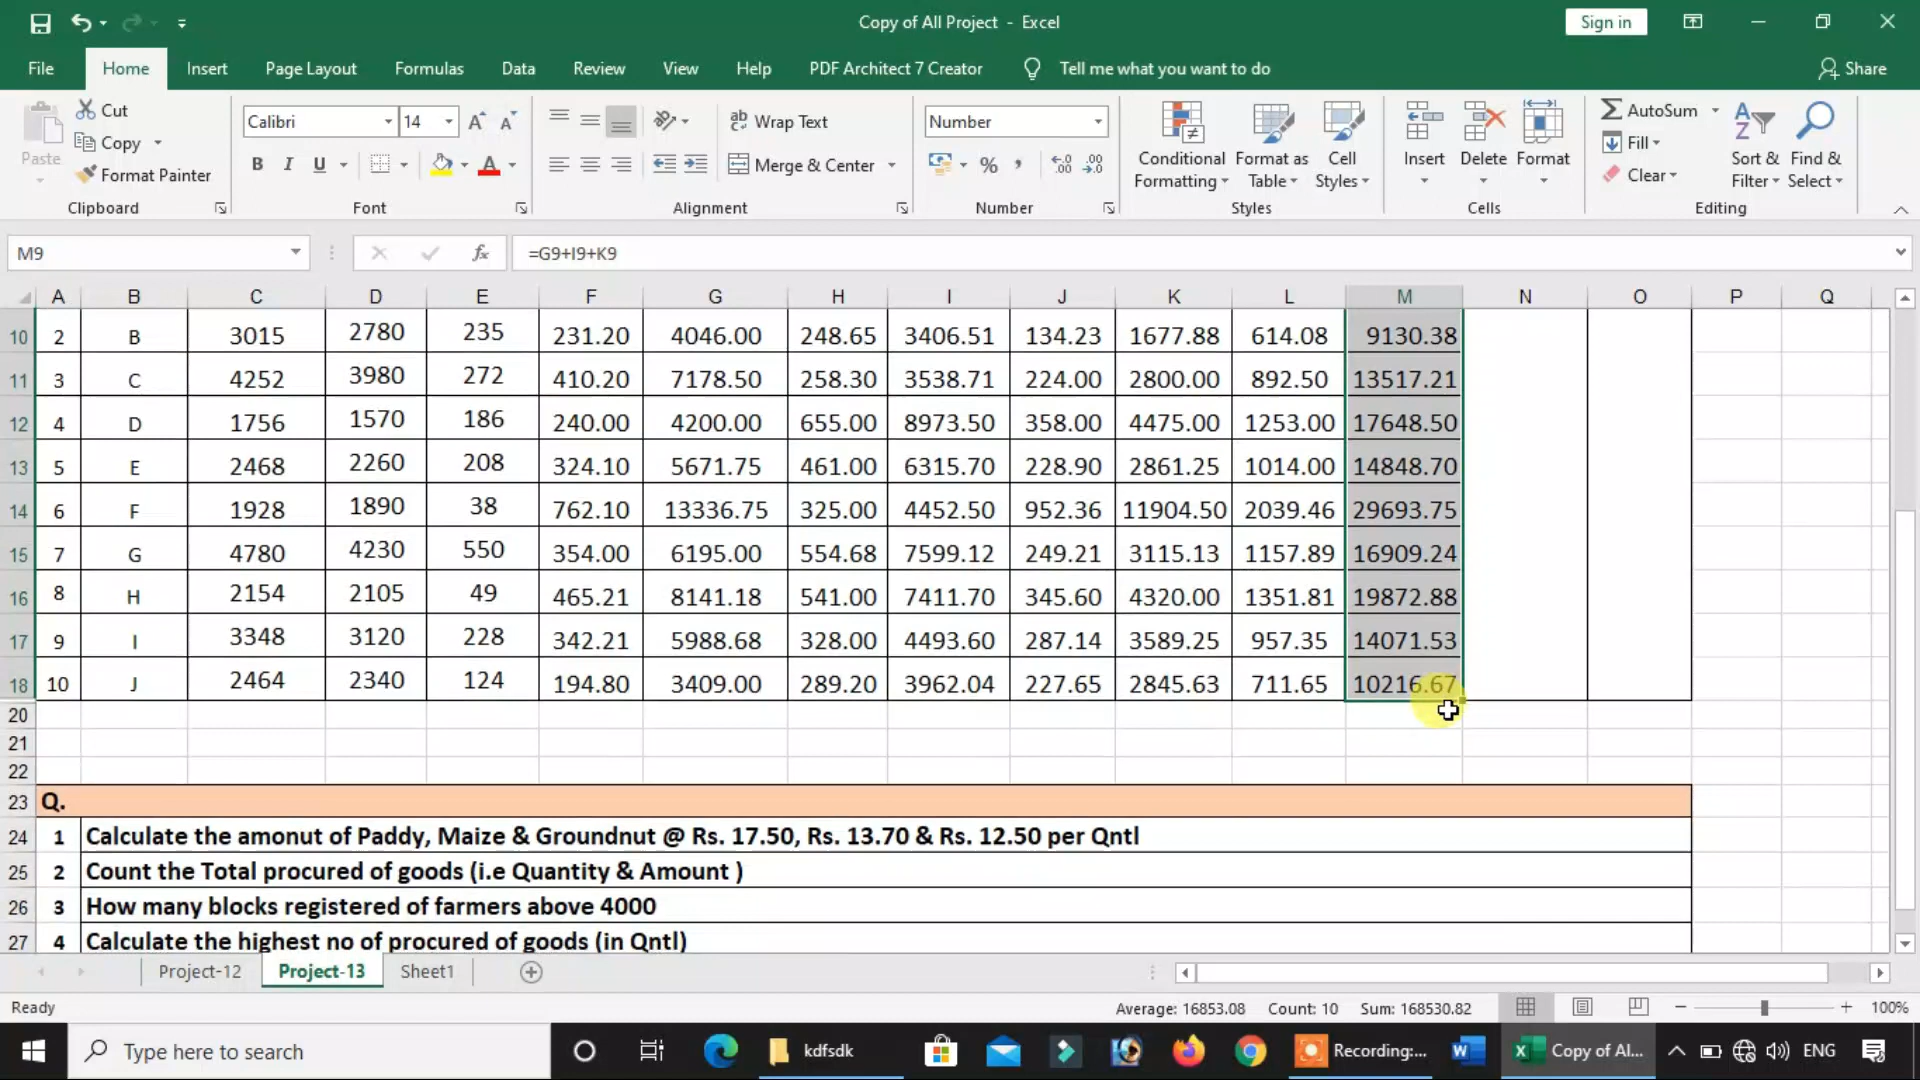 Copy of All Project - Excel
Sign in
File Home Insert Page Layout Formulas Data Review View Help PDF Architect 7 Creator Tell me what you want to do Share
Paste
Cut
Copy
Format Painter
Clipboard
Calibri 14
B I U
Font
Wrap Text
Merge & Center
Alignment
Number
Number
Conditional Formatting
Format as Table
Cell Styles
Styles
Insert
Delete
Format
Cells
AutoSum
Fill
Clear
Sort & Filter
Find & Select
Editing
M9 fx =G9+I9+K9
A B C D E F G H I J K L M N O P Q
10 2 B 3015 2780 235 231.20 4046.00 248.65 3406.51 134.23 1677.88 614.08 9130.38
11 3 C 4252 3980 272 410.20 7178.50 258.30 3538.71 224.00 2800.00 892.50 13517.21
12 4 D 1756 1570 186 240.00 4200.00 655.00 8973.50 358.00 4475.00 1253.00 17648.50
13 5 E 2468 2260 208 324.10 5671.75 461.00 6315.70 228.90 2861.25 1014.00 14848.70
14 6 F 1928 1890 38 762.10 13336.75 325.00 4452.50 952.36 11904.50 2039.46 29693.75
15 7 G 4780 4230 550 354.00 6195.00 554.68 7599.12 249.21 3115.13 1157.89 16909.24
16 8 H 2154 2105 49 465.21 8141.18 541.00 7411.70 345.60 4320.00 1351.81 19872.88
17 9 I 3348 3120 228 342.21 5988.68 328.00 4493.60 287.14 3589.25 957.35 14071.53
18 10 J 2464 2340 124 194.80 3409.00 289.20 3962.04 227.65 2845.63 711.65 10216.67
20
21
22
23 Q.
24 1 Calculate the amonut of Paddy, Maize & Groundnut @ Rs. 17.50, Rs. 13.70 & Rs. 12.50 per Qntl
25 2 Count the Total procured of goods (i.e Quantity & Amount )
26 3 How many blocks registered of farmers above 4000
27 4 Calculate the highest no of procured of goods (in Qntl)
Project-12 Project-13 Sheet1
Ready Average: 16853.08 Count: 10 Sum: 168530.82 100%
Type here to search kdfsdk Recording:... Copy of Al... ENG